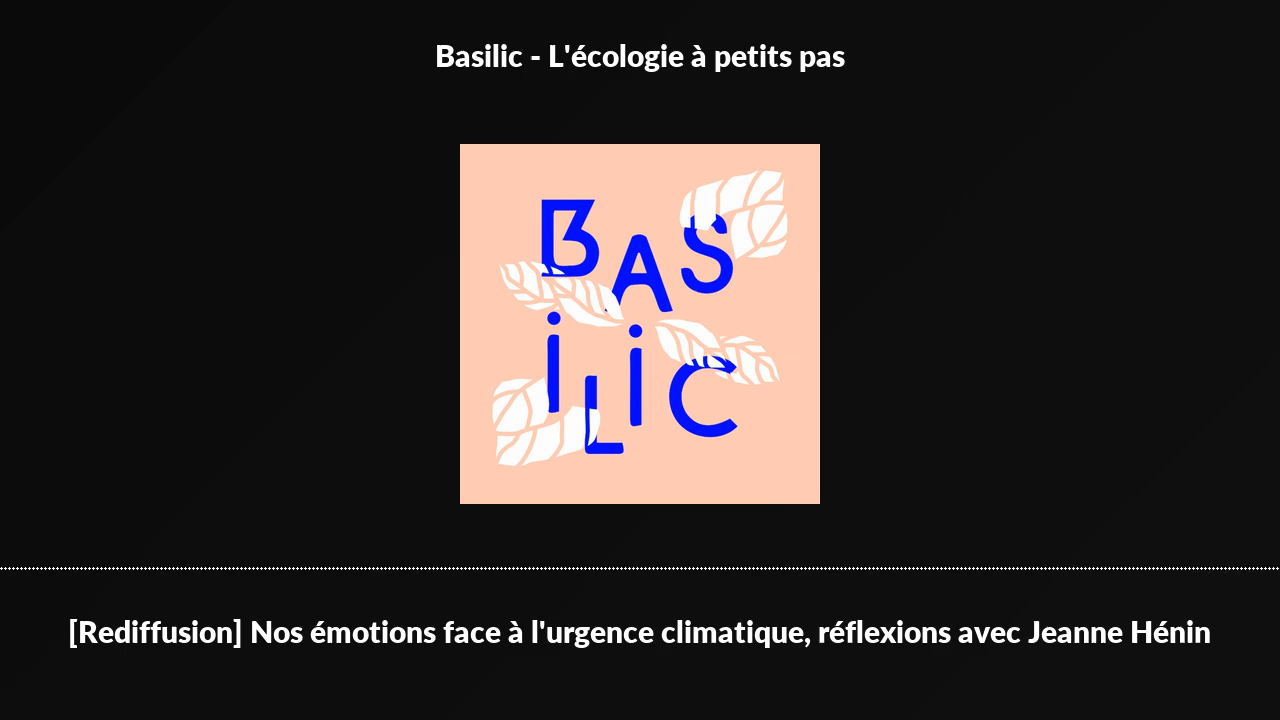 Basilic - L'écologie à petits pas
BAS
iLiC
[Rediffusion] Nos émotions face à l'urgence climatique, réflexions avec Jeanne Hénin